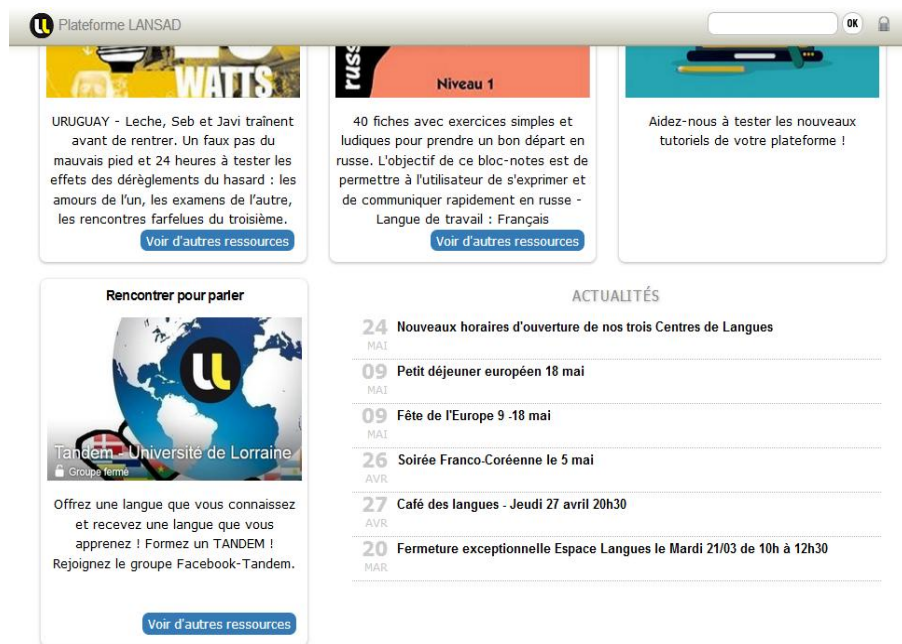 Plateforme LANSAD
OK
WATTS
russ
Niveau 1
URUGUAY - Leche, Seb et Javi traînent
avant de rentrer. Un faux pas du
mauvais pied et 24 heures à tester les
effets des dérèglements du hasard : les
amours de l'un, les examens de l'autre,
les rencontres farfelues du troisième.
Voir d'autres ressources
40 fiches avec exercices simples et
ludiques pour prendre un bon départ en
russe. L'objectif de ce bloc-notes est de
permettre à l'utilisateur de s'exprimer et
de communiquer rapidement en russe -
Langue de travail : Français
Voir d'autres ressources
Aidez-nous à tester les nouveaux
tutoriels de votre plateforme !
Rencontrer pour parler
Tandem - Université de Lorraine
Groupe fermé
Offrez une langue que vous connaissez
et recevez une langue que vous
apprenez ! Formez un TANDEM !
Rejoignez le groupe Facebook-Tandem.
Voir d'autres ressources
ACTUALITÉS
24 Nouveaux horaires d'ouverture de nos trois Centres de Langues
MAI
09 Petit déjeuner européen 18 mai
MAI
09 Fête de l'Europe 9 -18 mai
MAI
26 Soirée Franco-Coréenne le 5 mai
AVR
27 Café des langues - Jeudi 27 avril 20h30
AVR
20 Fermeture exceptionnelle Espace Langues le Mardi 21/03 de 10h à 12h30
MAR